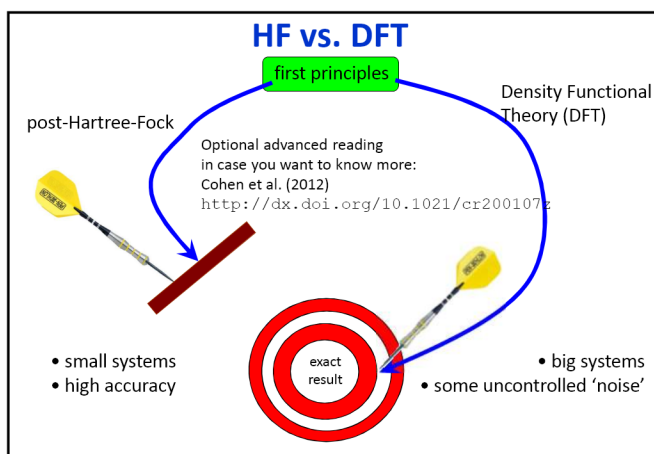 HF vs. DFT
first principles
post-Hartree-Fock
Density Functional
Theory (DFT)
Optional advanced reading
in case you want to know more:
Cohen et al. (2012)
http://dx.doi.org/10.1021/cr200107z
• small systems
• high accuracy
exact
result
• big systems
• some uncontrolled ‘noise’